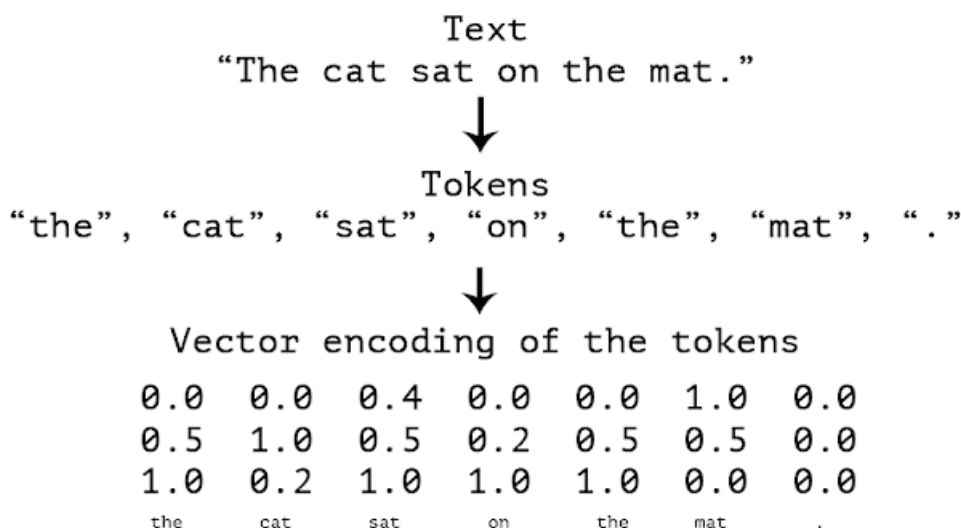 Text
“The cat sat on the mat.”
Tokens
“the”, “cat”, “sat”, “on”, “the”, “mat”, “.”
Vector encoding of the tokens
0.0 0.0 0.4 0.0 0.0 1.0 0.0
0.5 1.0 0.5 0.2 0.5 0.5 0.0
1.0 0.2 1.0 1.0 1.0 0.0 0.0
the cat sat on the mat .